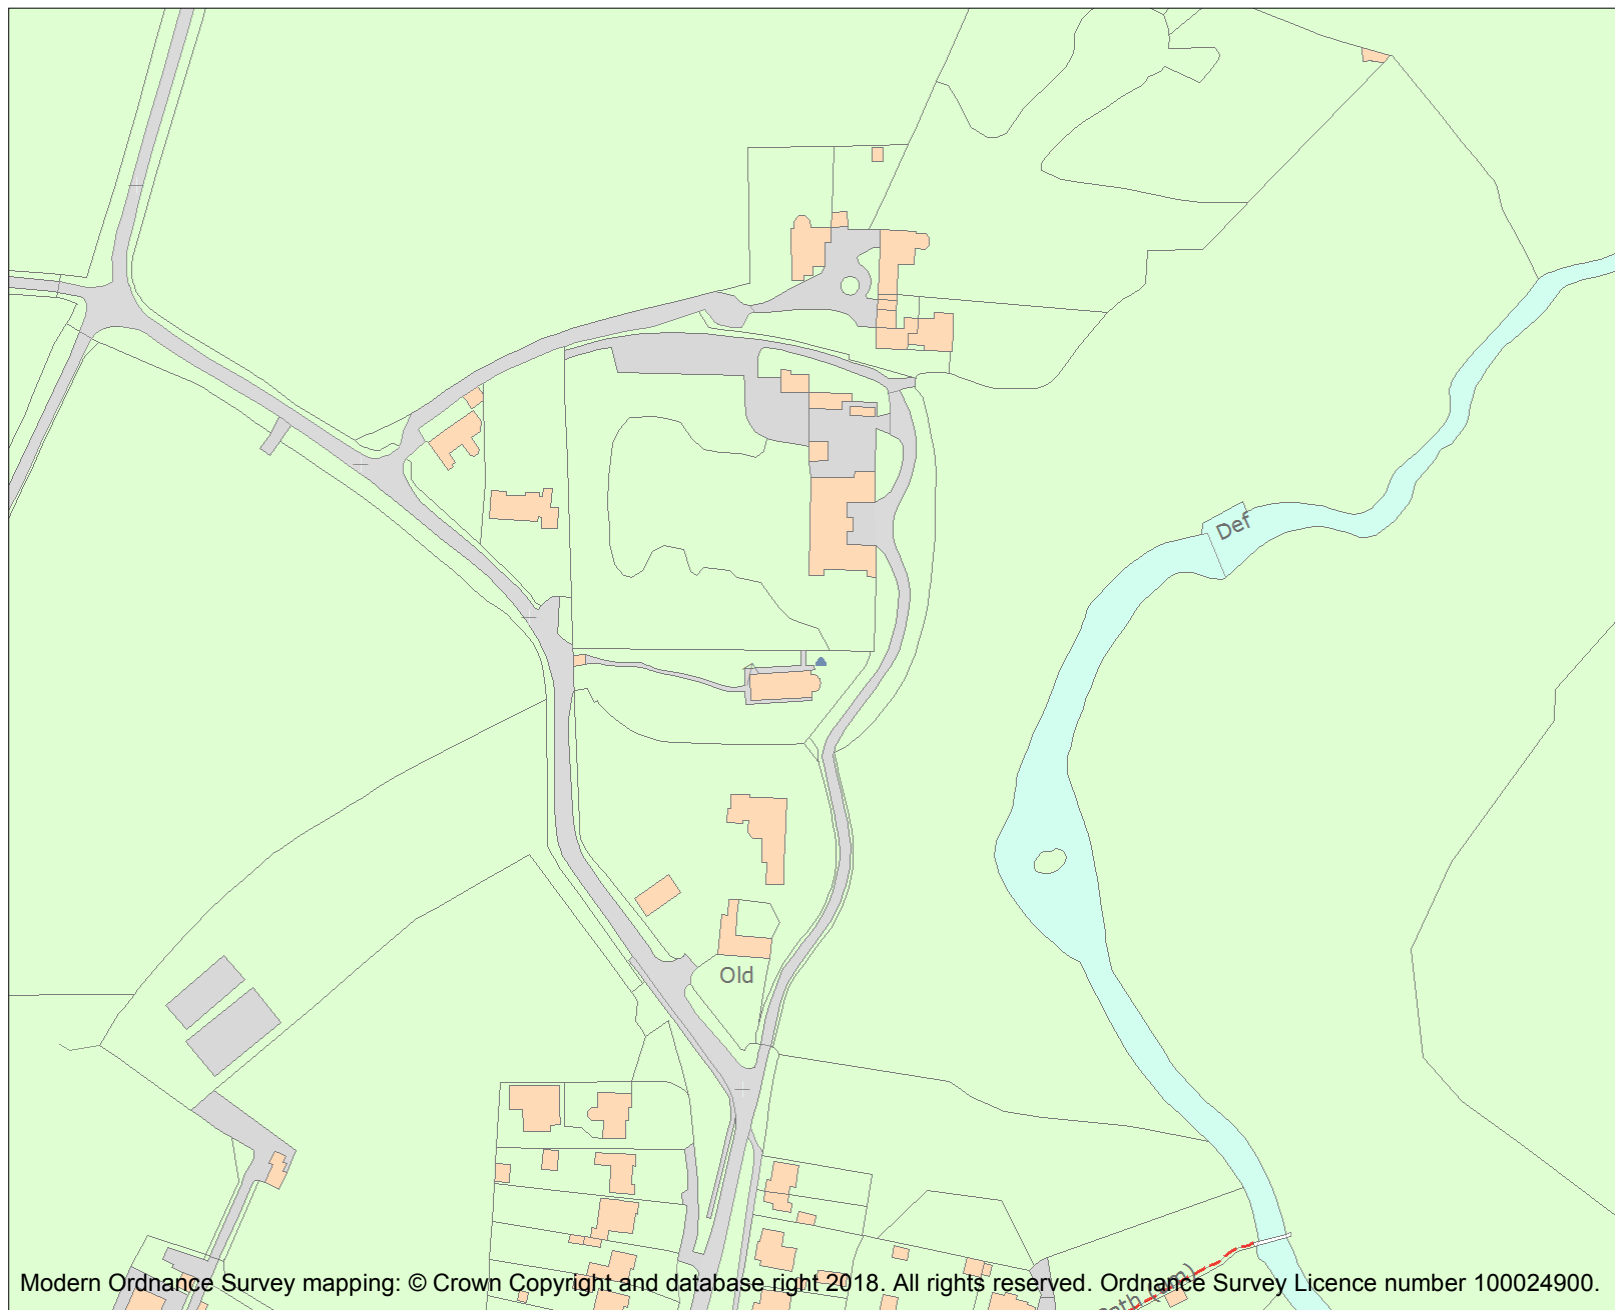 Def
Old
Modern Ordnance Survey mapping: © Crown Copyright and database right 2018. All rights reserved. Ordnance Survey Licence number 100024900.